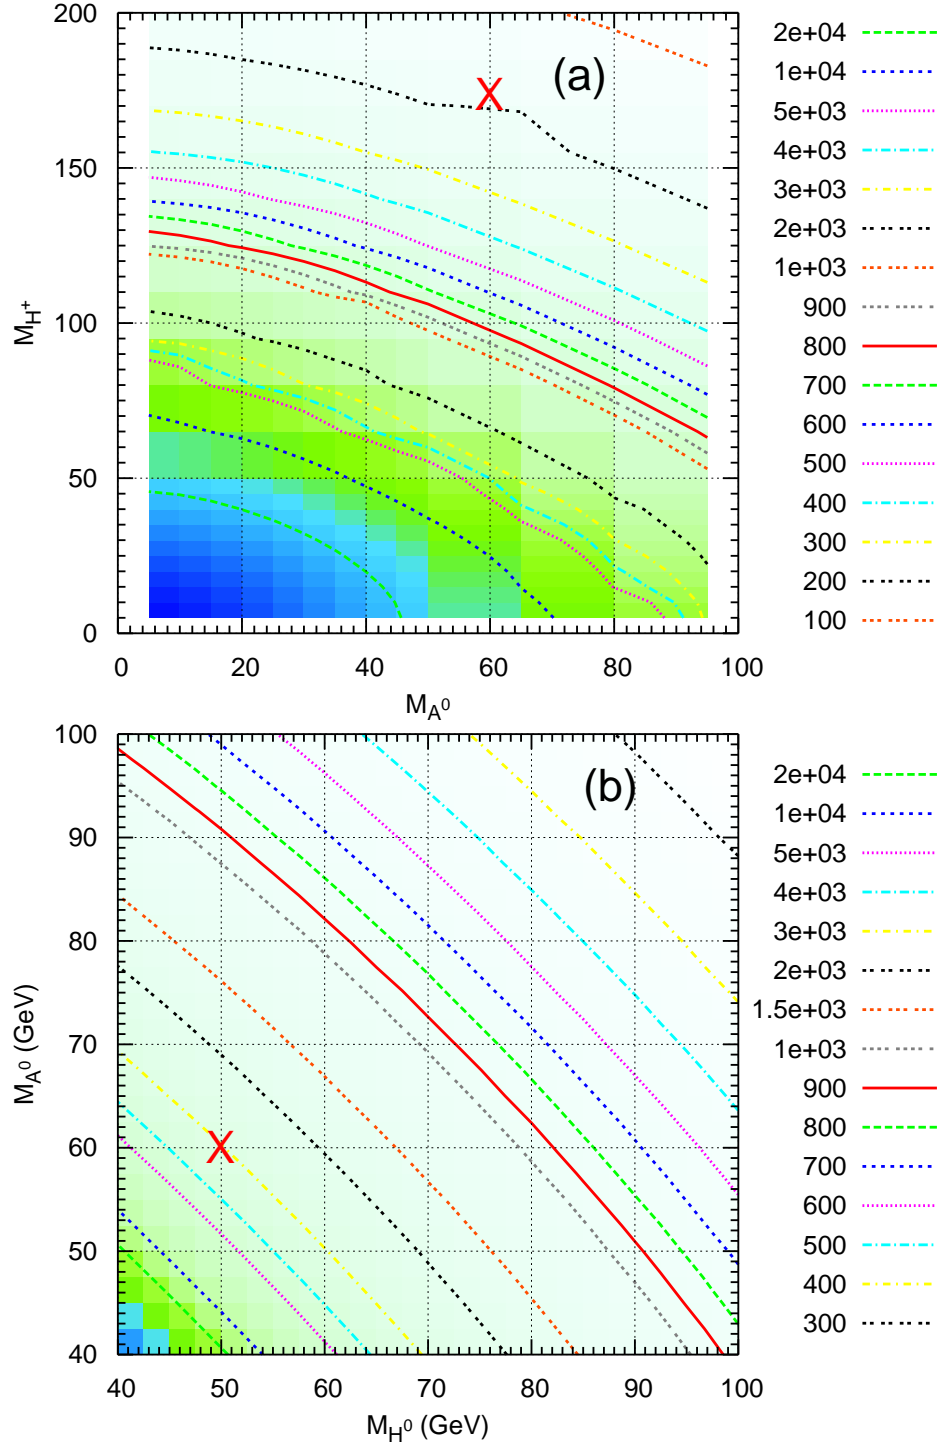 (a)
X
M_H⁺
200
150
100
50
0
0 20 40 60 80 100
M_A⁰
2e+04
1e+04
5e+03
4e+03
3e+03
2e+03
1e+03
900
800
700
600
500
400
300
200
100
(b)
X
M_A⁰ (GeV)
100
90
80
70
60
50
40
40 50 60 70 80 90 100
M_H⁰ (GeV)
2e+04
1e+04
5e+03
4e+03
3e+03
2e+03
1.5e+03
1e+03
900
800
700
600
500
400
300